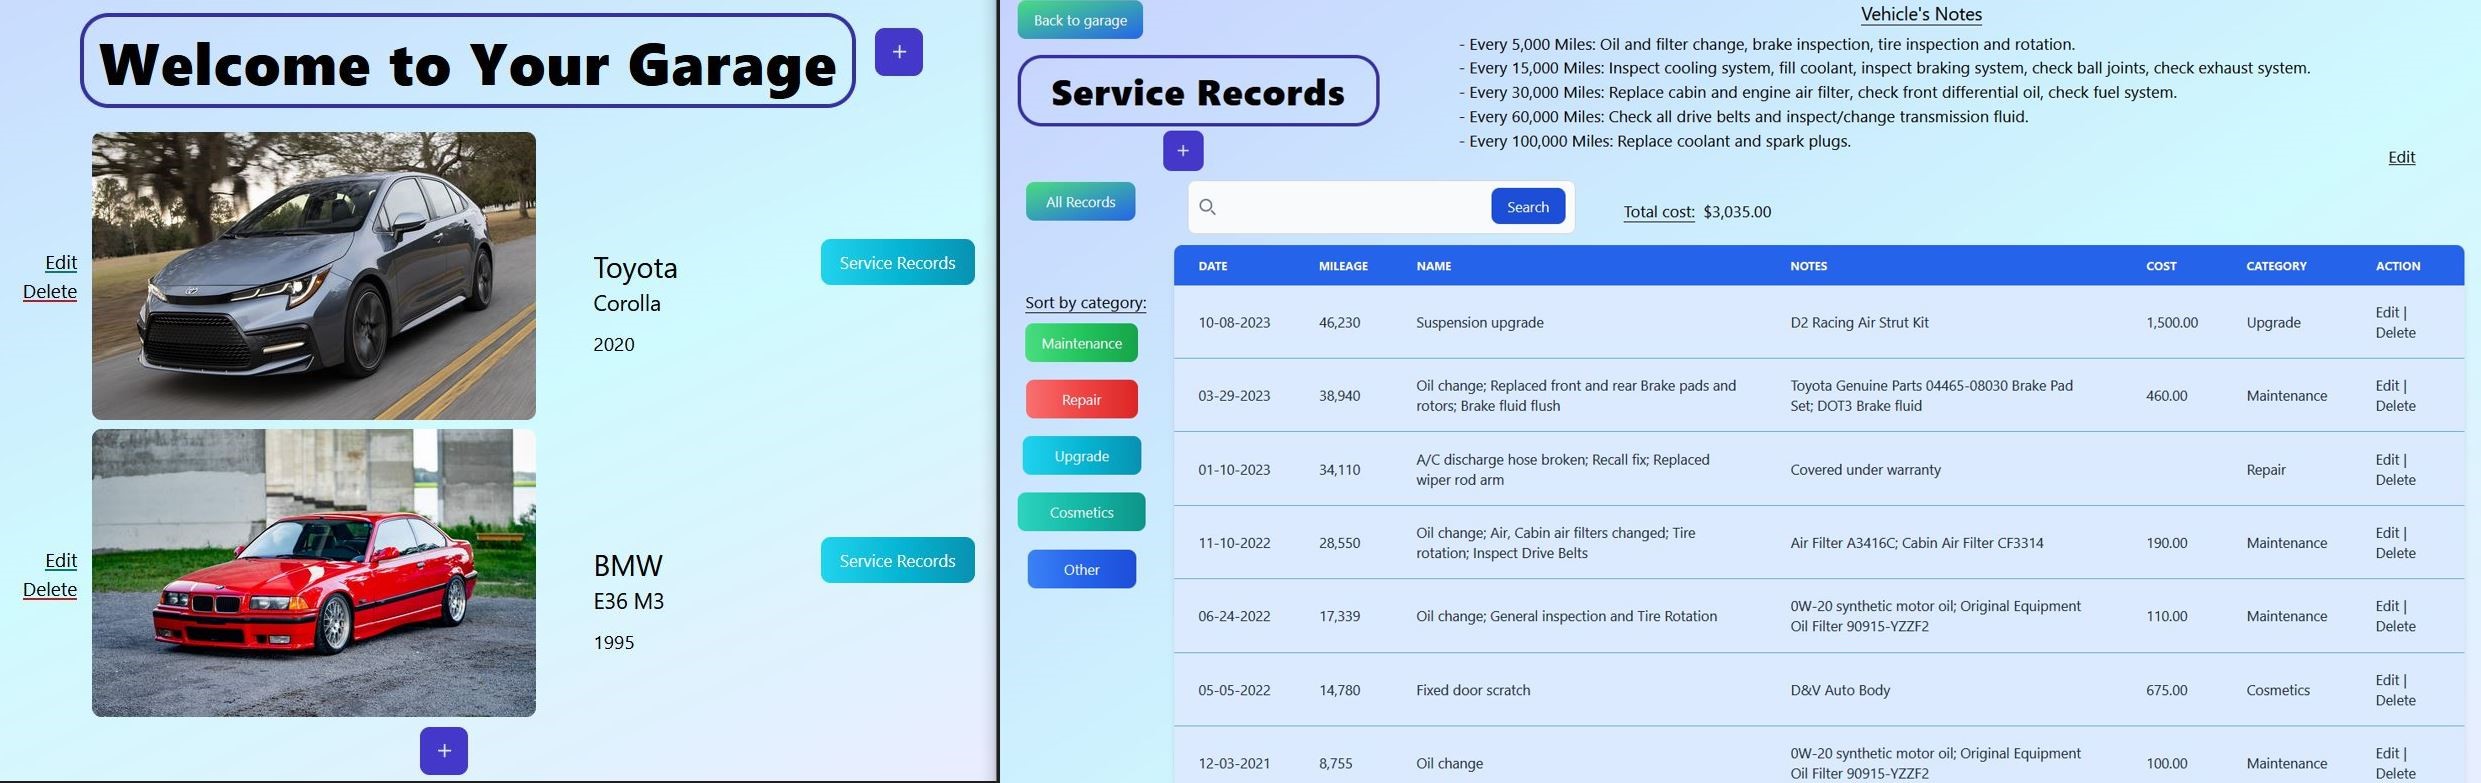 Welcome to Your Garage
+
Edit
Delete
Toyota
Corolla
2020
Service Records
Edit
Delete
BMW
E36 M3
1995
Service Records
+
Back to garage
Service Records
+
Vehicle's Notes
- Every 5,000 Miles: Oil and filter change, brake inspection, tire inspection and rotation.
- Every 15,000 Miles: Inspect cooling system, fill coolant, inspect braking system, check ball joints, check exhaust system.
- Every 30,000 Miles: Replace cabin and engine air filter, check front differential oil, check fuel system.
- Every 60,000 Miles: Check all drive belts and inspect/change transmission fluid.
- Every 100,000 Miles: Replace coolant and spark plugs.
Edit
All Records
Search
Total cost: $3,035.00
Sort by category:
Maintenance
Repair
Upgrade
Cosmetics
Other
DATE MILEAGE NAME NOTES COST CATEGORY ACTION
10-08-2023 46,230 Suspension upgrade D2 Racing Air Strut Kit 1,500.00 Upgrade Edit |
Delete
03-29-2023 38,940 Oil change; Replaced front and rear Brake pads and
rotors; Brake fluid flush
Toyota Genuine Parts 04465-08030 Brake Pad
Set; DOT3 Brake fluid
460.00 Maintenance Edit |
Delete
01-10-2023 34,110 A/C discharge hose broken; Recall fix; Replaced
wiper rod arm
Covered under warranty Repair Edit |
Delete
11-10-2022 28,550 Oil change; Air, Cabin air filters changed; Tire
rotation; Inspect Drive Belts
Air Filter A3416C; Cabin Air Filter CF3314 190.00 Maintenance Edit |
Delete
06-24-2022 17,339 Oil change; General inspection and Tire Rotation
0W-20 synthetic motor oil; Original Equipment
Oil Filter 90915-YZZF2
110.00 Maintenance Edit |
Delete
05-05-2022 14,780 Fixed door scratch D&V Auto Body 675.00 Cosmetics Edit |
Delete
12-03-2021 8,755 Oil change
0W-20 synthetic motor oil; Original Equipment
Oil Filter 90915-YZZF2
100.00 Maintenance Edit |
Delete